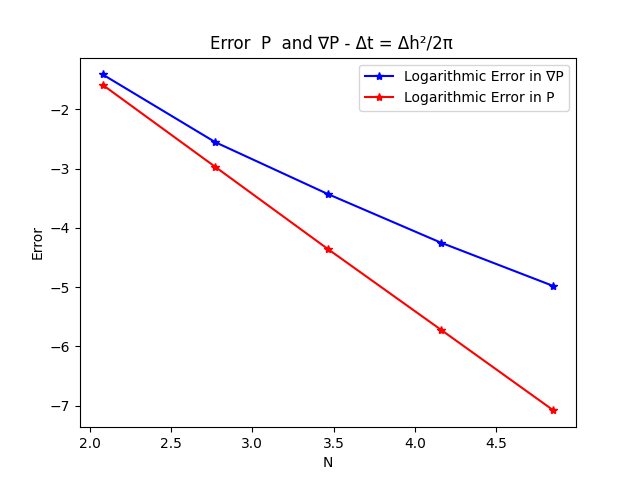 Error  P  and ∇P - Δt = Δh²/2π
Logarithmic Error in ∇P
Logarithmic Error in P
Error
−2
−3
−4
−5
−6
−7
2.0 2.5 3.0 3.5 4.0 4.5
N